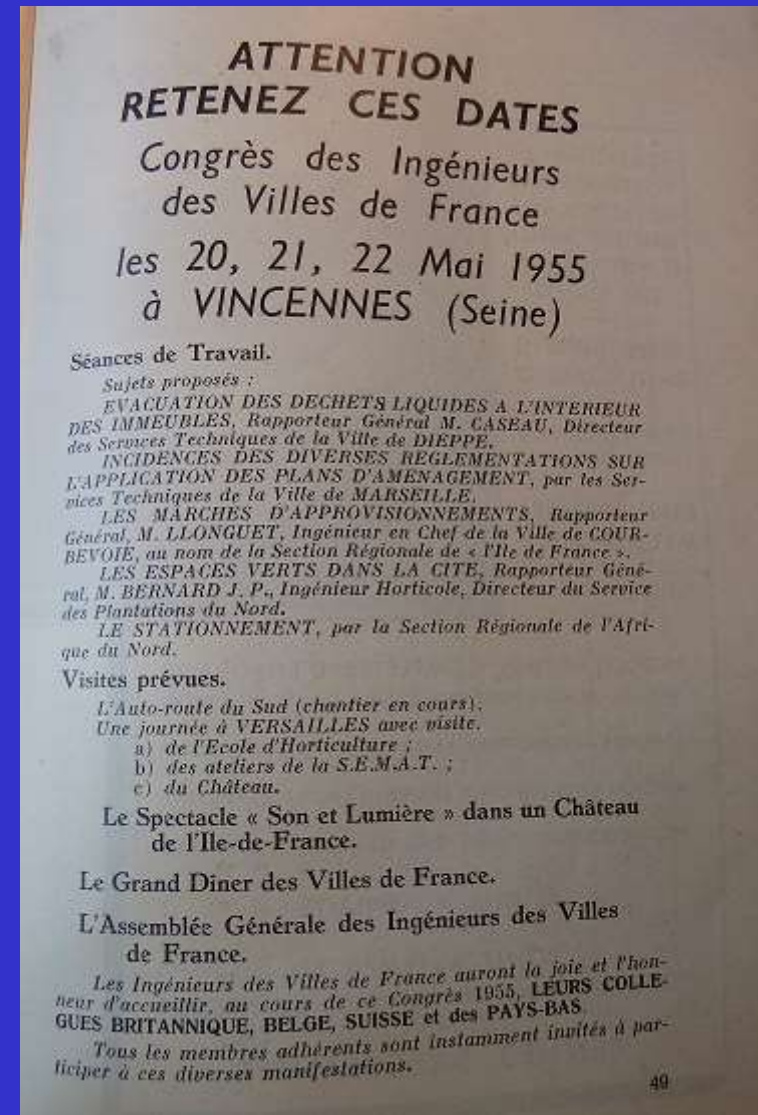 ATTENTION
RETENEZ CES DATES
Congrès des Ingénieurs
des Villes de France
les 20, 21, 22 Mai 1955
à VINCENNES (Seine)
Séances de Travail.
Sujets proposés :
EVACUATION DES DECHETS LIQUIDES A L'INTERIEUR
DES IMMEUBLES, Rapporteur Général M. CASEAU, Directeur
des Services Techniques de la Ville de DIEPPE.
INCIDENCES DES DIVERSES REGLEMENTATIONS SUR
L'APPLICATION DES PLANS D'AMENAGEMENT, par les Ser-
vices Techniques de la Ville de MARSEILLE.
LES MARCHES D'APPROVISIONNEMENTS, Rapporteur
Général, M. LLONGUET, Ingénieur en Chef de la Ville de COUR-
BEVOIE, au nom de la Section Régionale de « l'Ile de France ».
LES ESPACES VERTS DANS LA CITE, Rapporteur Géné-
ral, M. BERNARD J. P., Ingénieur Horticole, Directeur du Service
des Plantations du Nord.
LE STATIONNEMENT, par la Section Régionale de l'Afri-
que du Nord.
Visites prévues.
L'Auto-route du Sud (chantier en cours).
Une journée à VERSAILLES avec visite.
a) de l'Ecole d'Horticulture ;
b) des ateliers de la S.E.M.A.T. ;
c) du Château.
Le Spectacle « Son et Lumière » dans un Château
de l'Ile-de-France.
Le Grand Dîner des Villes de France.
L'Assemblée Générale des Ingénieurs des Villes
de France.
Les Ingénieurs des Villes de France auront la joie et l'hon-
neur d'accueillir, au cours de ce Congrès 1955, LEURS COLLE-
GUES BRITANNIQUE, BELGE, SUISSE et des PAYS-BAS.
Tous les membres adhérents sont instamment invités à par-
ticiper à ces diverses manifestations.
49